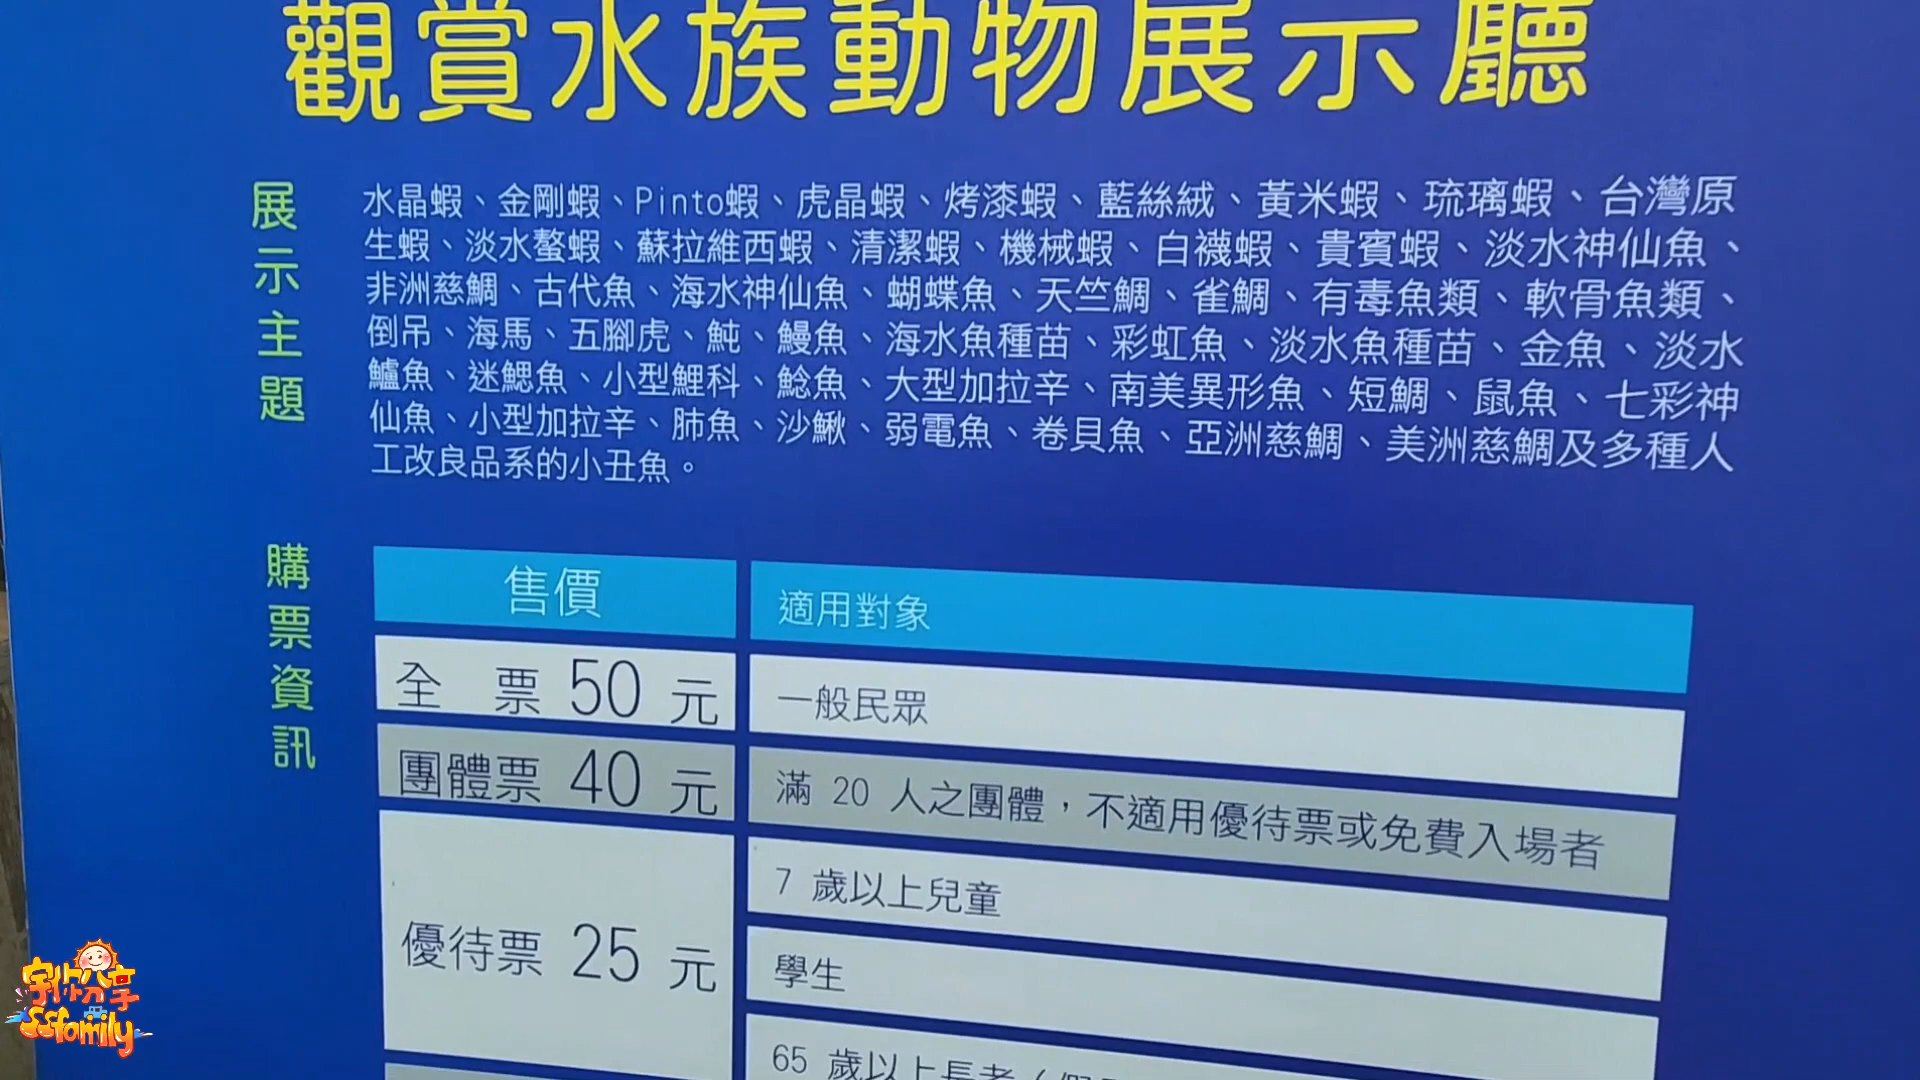 觀賞水族動物展示廳
展示主題
水晶蝦、金剛蝦、Pinto蝦、虎晶蝦、烤漆蝦、藍絲絨、黃米蝦、琉璃蝦、台灣原
生蝦、淡水螯蝦、蘇拉維西蝦、清潔蝦、機械蝦、白襪蝦、貴賓蝦、淡水神仙魚、
非洲慈鯛、古代魚、海水神仙魚、蝴蝶魚、天竺鯛、雀鯛、有毒魚類、軟骨魚類、
倒吊、海馬、五腳虎、魨、鰻魚、海水魚種苗、彩虹魚、淡水魚種苗、金魚、淡水
鱸魚、迷鰓魚、小型鯉科、鯰魚、大型加拉辛、南美異形魚、短鯛、鼠魚、七彩神
仙魚、小型加拉辛、肺魚、沙鰍、弱電魚、卷貝魚、亞洲慈鯛、美洲慈鯛及多種人
工改良品系的小丑魚。
購票資訊
售價 適用對象
全 票 50 元 一般民眾
團體票 40 元 滿 20 人之團體，不適用優待票或免費入場者
優待票 25 元
7 歲以上兒童
學生
65 歲以上長者（
字你分享
SSfamily